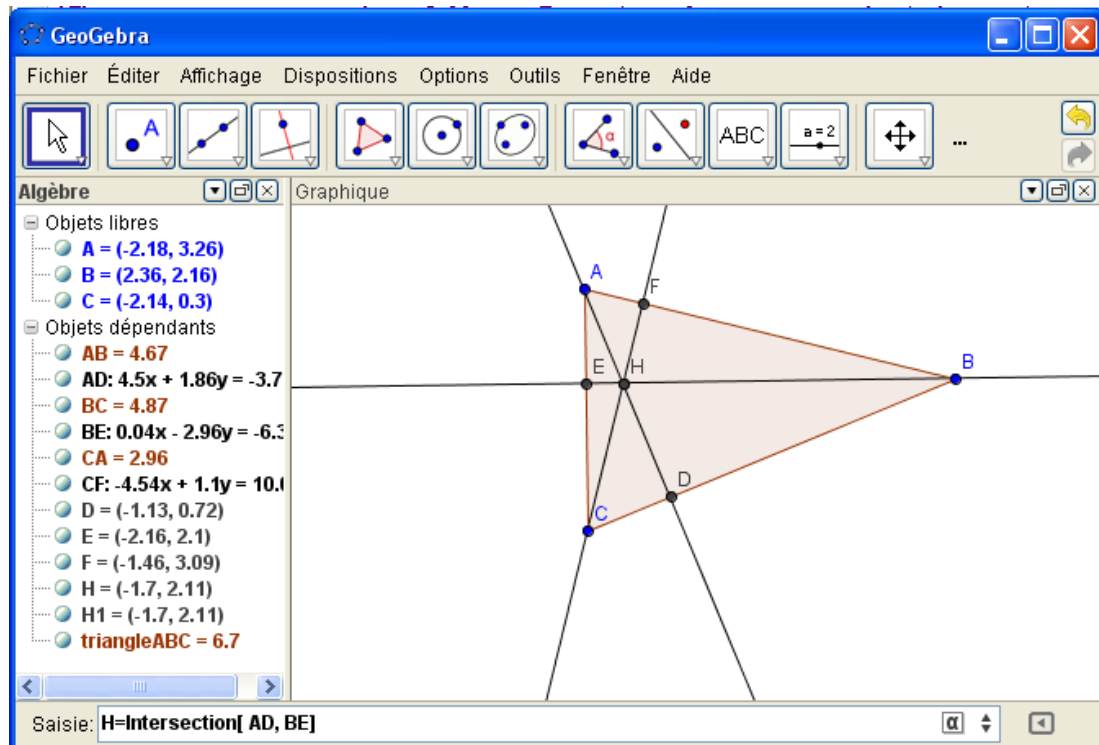 GeoGebra
Fichier Éditer Affichage Dispositions Options Outils Fenêtre Aide
A α ABC a = 2 ...
Algèbre
Graphique
Objets libres
A = (-2.18, 3.26)
B = (2.36, 2.16)
C = (-2.14, 0.3)
Objets dépendants
AB = 4.67
AD: 4.5x + 1.86y = -3.7
BC = 4.87
BE: 0.04x - 2.96y = -6.3
CA = 2.96
CF: -4.54x + 1.1y = 10.0
D = (-1.13, 0.72)
E = (-2.16, 2.1)
F = (-1.46, 3.09)
H = (-1.7, 2.11)
H1 = (-1.7, 2.11)
triangleABC = 6.7
A
F
E
H
B
D
C
Saisie: H=Intersection[ AD, BE]
α